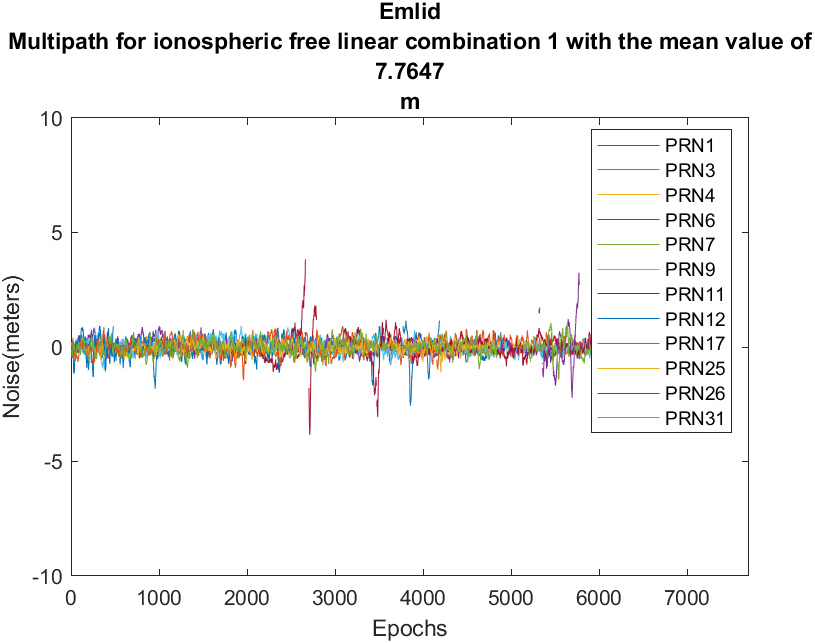 Emlid
Multipath for ionospheric free linear combination 1 with the mean value of
7.7647
m
10
5
0
-5
-10
Noise(meters)
0 1000 2000 3000 4000 5000 6000 7000
Epochs
PRN1
PRN3
PRN4
PRN6
PRN7
PRN9
PRN11
PRN12
PRN17
PRN25
PRN26
PRN31